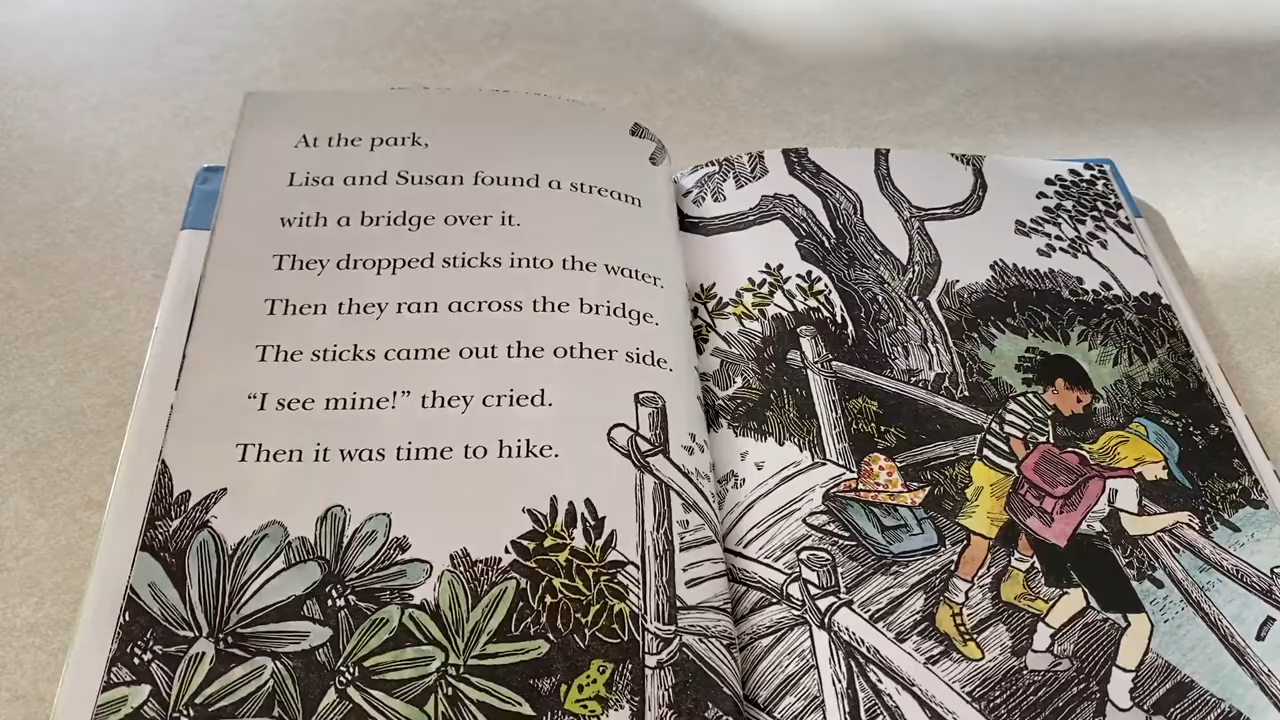 At the park,
Lisa and Susan found a stream
with a bridge over it.
They dropped sticks into the water.
Then they ran across the bridge.
The sticks came out the other side.
“I see mine!” they cried.
Then it was time to hike.